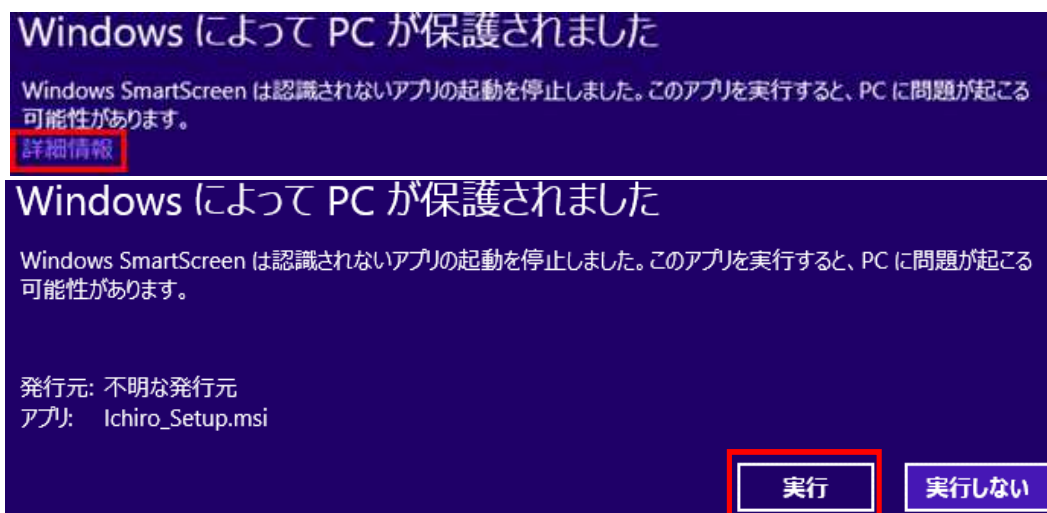 Windows によって PC が保護されました
Windows SmartScreen は認識されないアプリの起動を停止しました。このアプリを実行すると、PC に問題が起こる
可能性があります。
詳細情報
Windows によって PC が保護されました
Windows SmartScreen は認識されないアプリの起動を停止しました。このアプリを実行すると、PC に問題が起こる
可能性があります。
発行元: 不明な発行元
アプリ: Ichiro_Setup.msi
実行 実行しない